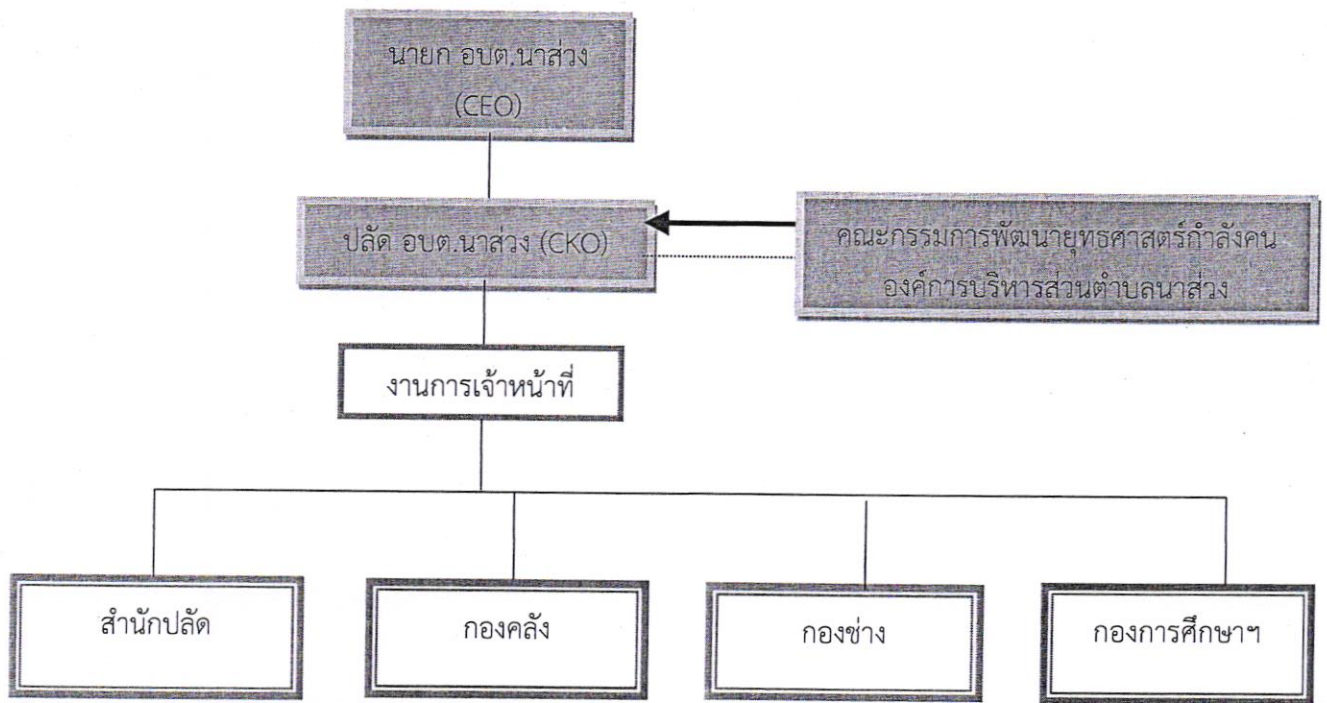 นายก อบต.นาส่วง
(CEO)
ปลัด อบต.นาส่วง (CKO)
คณะกรรมการพัฒนายุทธศาสตร์กำลังคน
องค์การบริหารส่วนตำบลนาส่วง
งานการเจ้าหน้าที่
สำนักปลัด
กองคลัง
กองช่าง
กองการศึกษาฯ